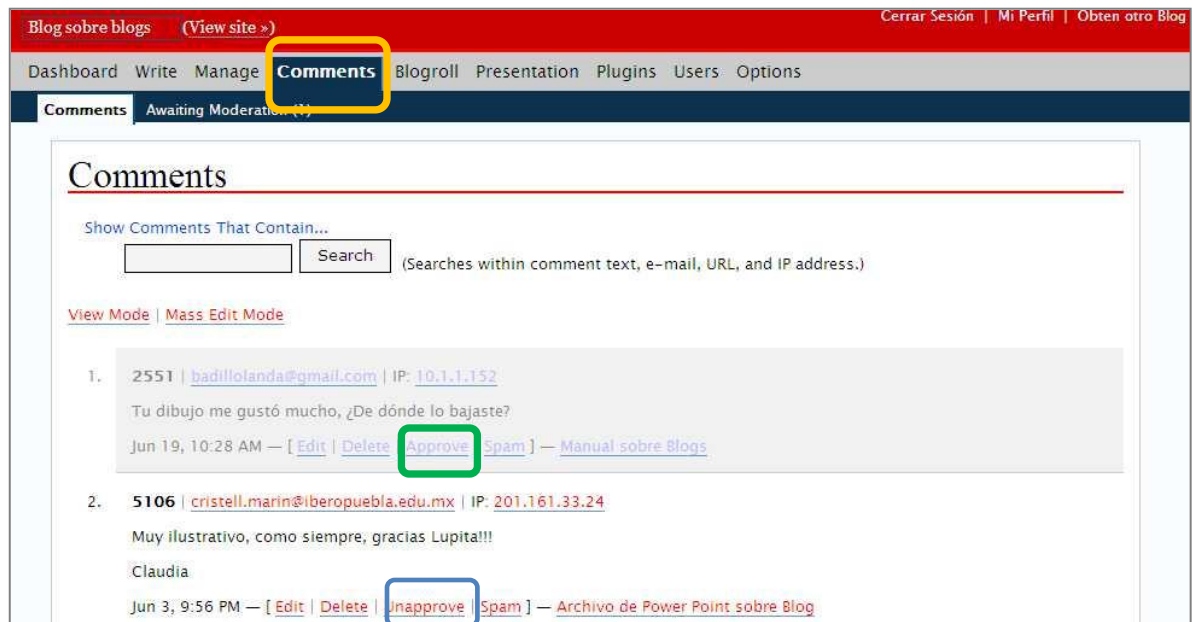 Blog sobre blogs (View site »)
Cerrar Sesión | Mi Perfil | Obten otro Blog
Dashboard Write Manage Comments Blogroll Presentation Plugins Users Options
Comments Awaiting Moderation (1)
Comments
Show Comments That Contain...
Search (Searches within comment text, e-mail, URL, and IP address.)
View Mode | Mass Edit Mode
1. 2551 | badillolanda@gmail.com | IP: 10.1.1.152
Tu dibujo me gustó mucho, ¿De dónde lo bajaste?
Jun 19, 10:28 AM — [ Edit | Delete | Approve | Spam ] — Manual sobre Blogs
2. 5106 | cristell.marin@iberopuebla.edu.mx | IP: 201.161.33.24
Muy ilustrativo, como siempre, gracias Lupita!!!
Claudia
Jun 3, 9:56 PM — [ Edit | Delete | Unapprove | Spam ] — Archivo de Power Point sobre Blog